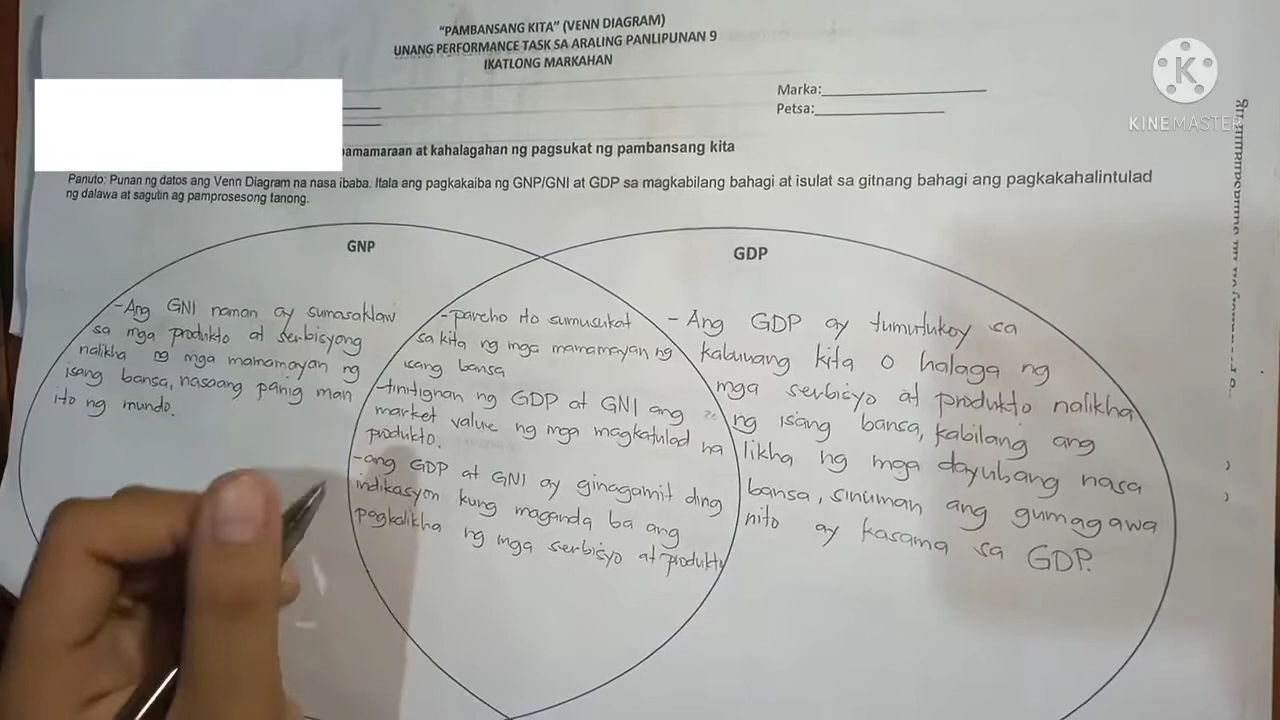 "PAMBANSANG KITA" (VENN DIAGRAM)
UNANG PERFORMANCE TASK SA ARALING PANLIPUNAN 9
IKATLONG MARKAHAN
Marka:
Petsa:
pamamaraan at kahalagahan ng pagsukat ng pambansang kita
Panuto: Punan ng datos ang Venn Diagram na nasa ibaba. Itala ang pagkakaiba ng GNP/GNI at GDP sa magkabilang bahagi at isulat sa gitnang bahagi ang pagkakahalintulad
ng dalawa at sagutin ag pamprosesong tanong.
GNP
- Ang GNI naman ay sumasaklaw
sa mga produkto at serbisyong
nalikha ng mga mamamayan ng
isang bansa, nasaang panig man
ito ng mundo.
- pareho ito sumusukat
sa kita ng mga mamamayan ng
isang bansa
- tinitignan ng GDP at GNI ang
market value ng mga magkatulad na
produkto.
- ang GDP at GNI ay ginagamit ding
indikasyon kung maganda ba ang
pagkalikha ng mga serbisyo at produkto
GDP
- Ang GDP ay tumutukoy sa
kabuuang kita o halaga ng
mga serbisyo at produkto nalikha
ng isang bansa, kabilang ang
likha ng mga dayuhang nasa
bansa, sinuman ang gumagawa
nito ay kasama sa GDP.
KINEMASTER